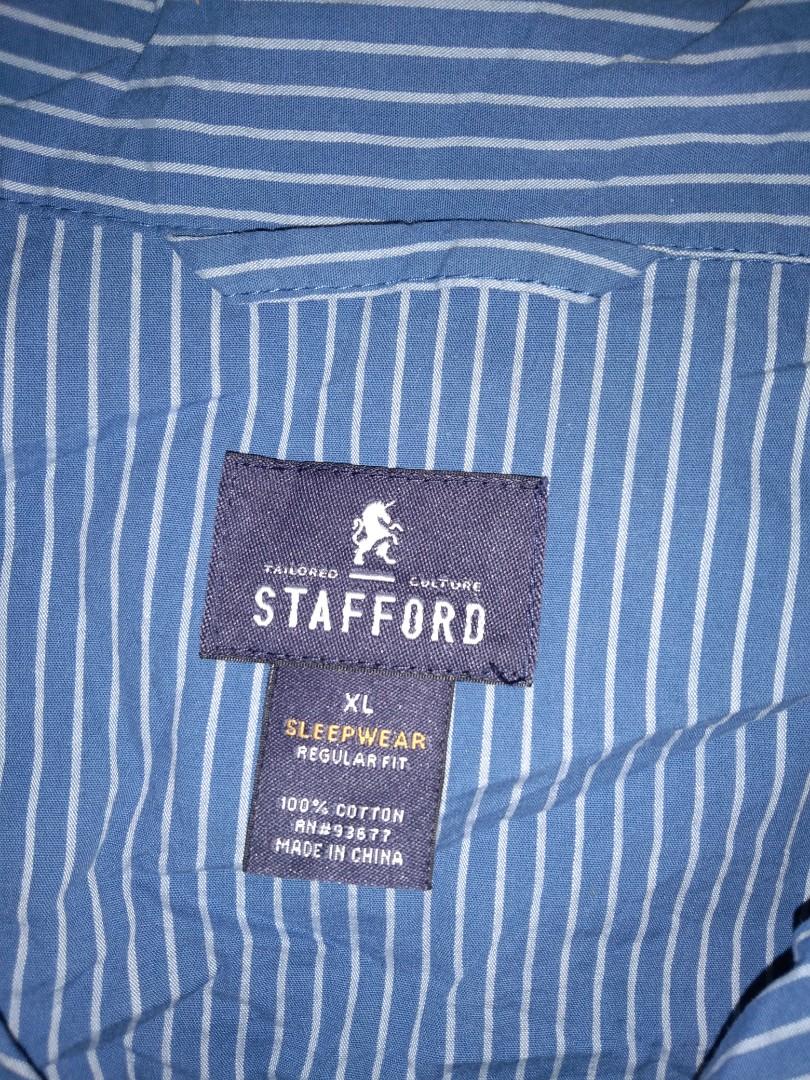 TAILORED CULTURE
STAFFORD
XL
SLEEPWEAR
REGULAR FIT
100% COTTON
RN#93677
MADE IN CHINA